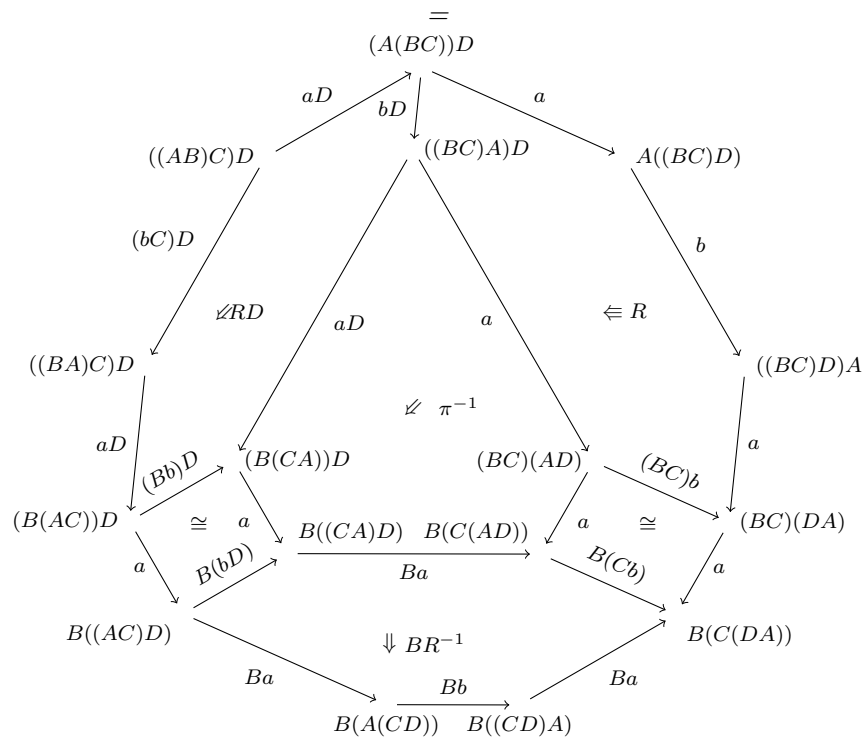 =
(A(BC))D
aD
bD
a
((AB)C)D
((BC)A)D
A((BC)D)
(bC)D
b
⇙RD
aD
a
⇚ R
((BA)C)D
((BC)D)A
⇙ π⁻¹
aD
(Bb)D
(B(CA))D
(BC)(AD)
(BC)b
a
(B(AC))D
≅
a
B((CA)D)
B(C(AD))
a
≅
(BC)(DA)
a
B(bD)
Ba
B(Cb)
a
B((AC)D)
⇓ BR⁻¹
B(C(DA))
Ba
Bb
Ba
B(A(CD))
B((CD)A)